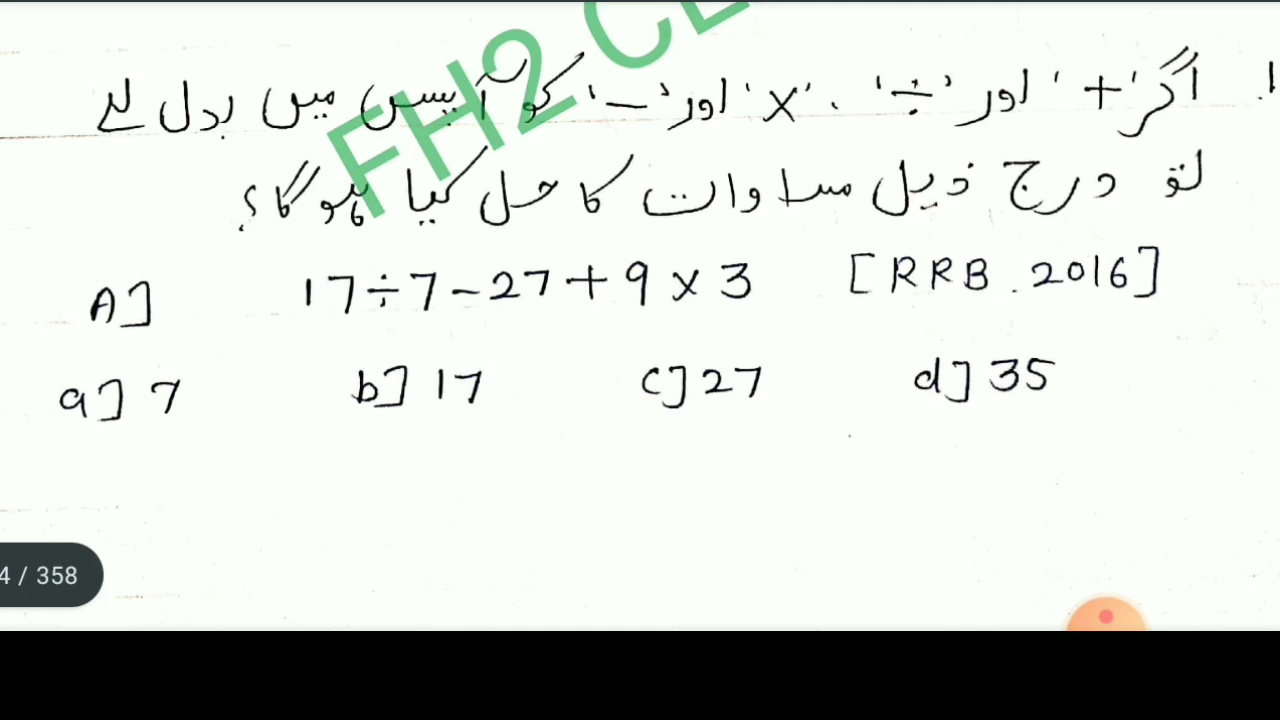 FH2 CL
1. اگر '+' اور '÷'، 'x' اور '−' کو آپس میں بدل لے
تو درج ذیل مساوات کا حل کیا ہوگا؟
A] 17÷7−27+9x3 [RRB. 2016]
a] 7 b] 17 c] 27 d] 35
4 / 358